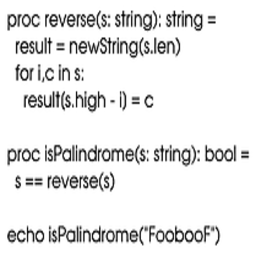 proc reverse(s: string): string =
result = newString(s.len)
for i,c in s:
result(s.high - i) = c
proc isPalindrome(s: string): bool =
s == reverse(s)
echo isPalindrome("FoobooF")